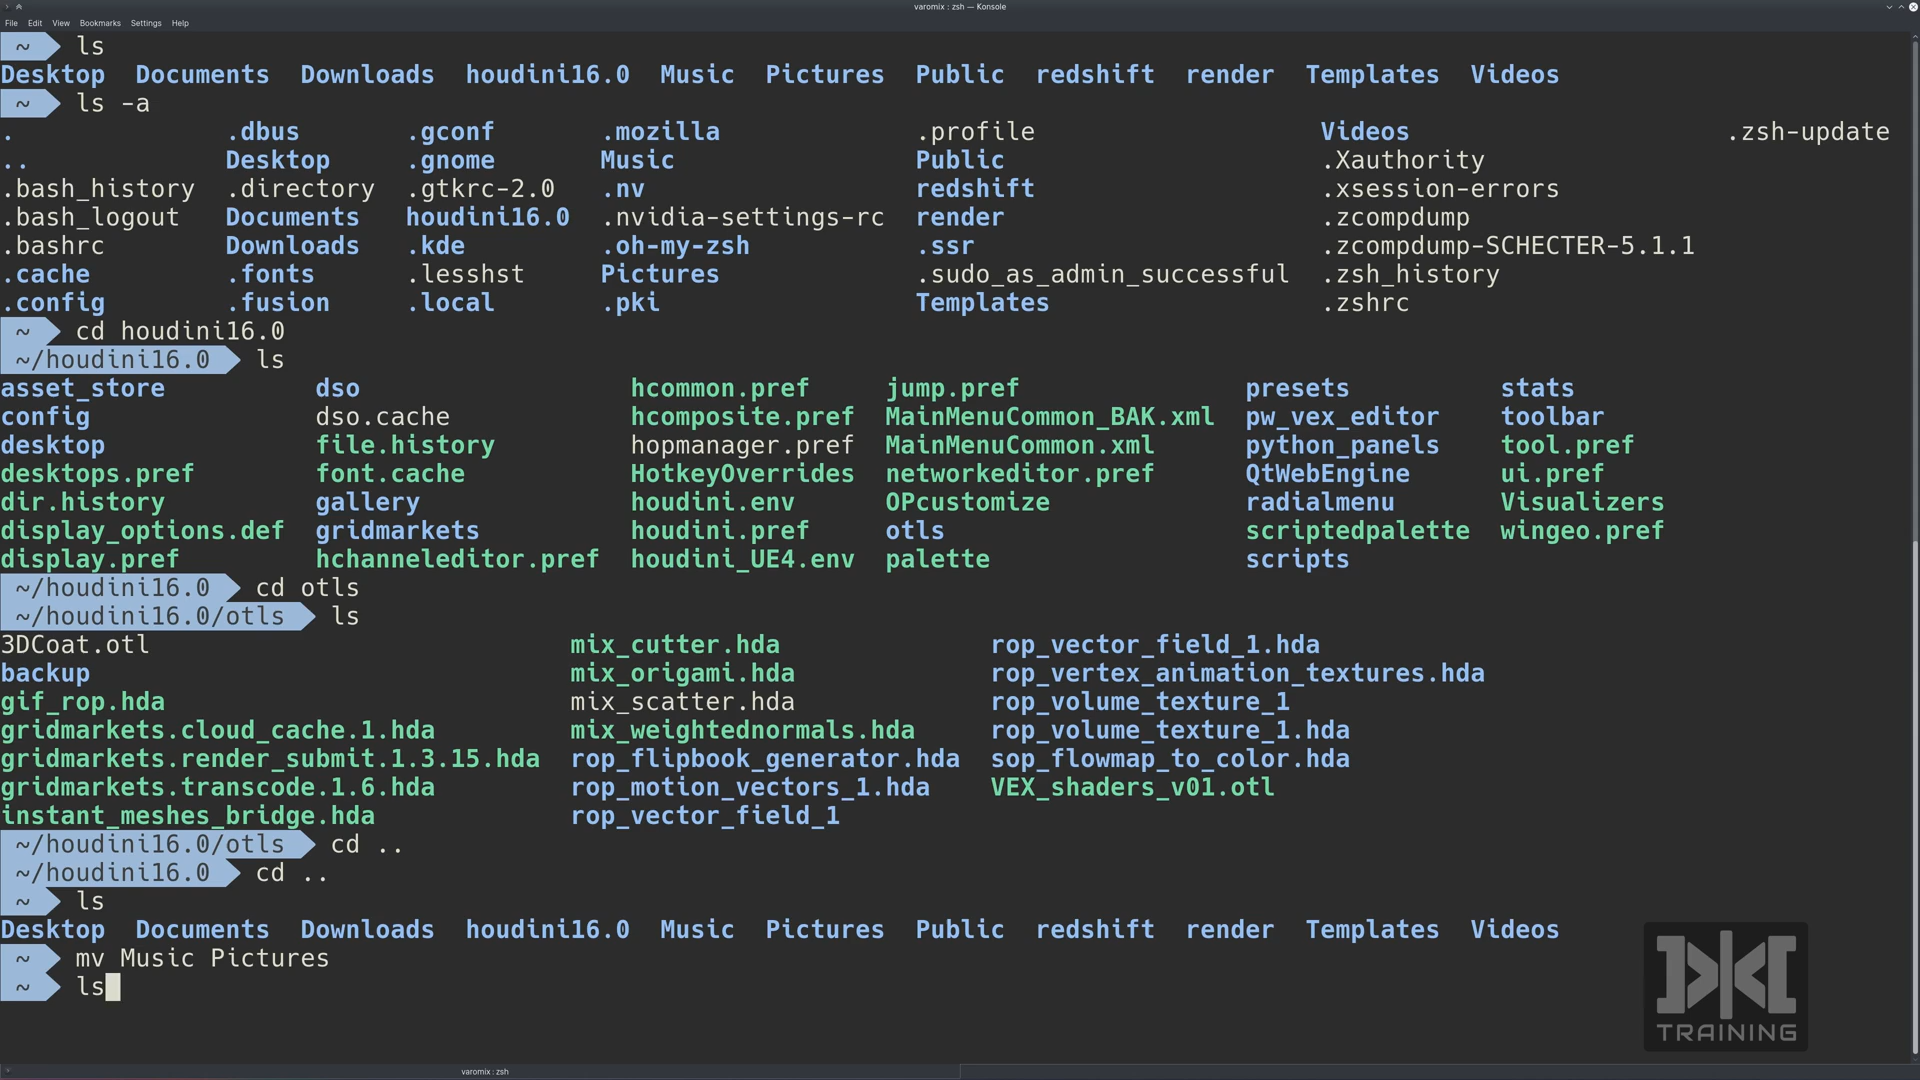 varomix : zsh — Konsole
File Edit View Bookmarks Settings Help
~ ls
Desktop Documents Downloads houdini16.0 Music Pictures Public redshift render Templates Videos
~ ls -a
. .dbus .gconf .mozilla .profile Videos .zsh-update
.. Desktop .gnome Music Public .Xauthority
.bash_history .directory .gtkrc-2.0 .nv redshift .xsession-errors
.bash_logout Documents houdini16.0 .nvidia-settings-rc render .zcompdump
.bashrc Downloads .kde .oh-my-zsh .ssr .zcompdump-SCHECTER-5.1.1
.cache .fonts .lesshst Pictures .sudo_as_admin_successful .zsh_history
.config .fusion .local .pki Templates .zshrc
~ cd houdini16.0
~/houdini16.0 ls
asset_store dso hcommon.pref jump.pref presets stats
config dso.cache hcomposite.pref MainMenuCommon_BAK.xml pw_vex_editor toolbar
desktop file.history hopmanager.pref MainMenuCommon.xml python_panels tool.pref
desktops.pref font.cache HotkeyOverrides networkeditor.pref QtWebEngine ui.pref
dir.history gallery houdini.env OPcustomize radialmenu Visualizers
display_options.def gridmarkets houdini.pref otls scriptedpalette wingeo.pref
display.pref hchanneleditor.pref houdini_UE4.env palette scripts
~/houdini16.0 cd otls
~/houdini16.0/otls ls
3DCoat.otl mix_cutter.hda rop_vector_field_1.hda
backup mix_origami.hda rop_vertex_animation_textures.hda
gif_rop.hda mix_scatter.hda rop_volume_texture_1
gridmarkets.cloud_cache.1.hda mix_weightednormals.hda rop_volume_texture_1.hda
gridmarkets.render_submit.1.3.15.hda rop_flipbook_generator.hda sop_flowmap_to_color.hda
gridmarkets.transcode.1.6.hda rop_motion_vectors_1.hda VEX_shaders_v01.otl
instant_meshes_bridge.hda rop_vector_field_1
~/houdini16.0/otls cd ..
~/houdini16.0 cd ..
~ ls
Desktop Documents Downloads houdini16.0 Music Pictures Public redshift render Templates Videos
~ mv Music Pictures
~ ls
TRAINING
varomix : zsh